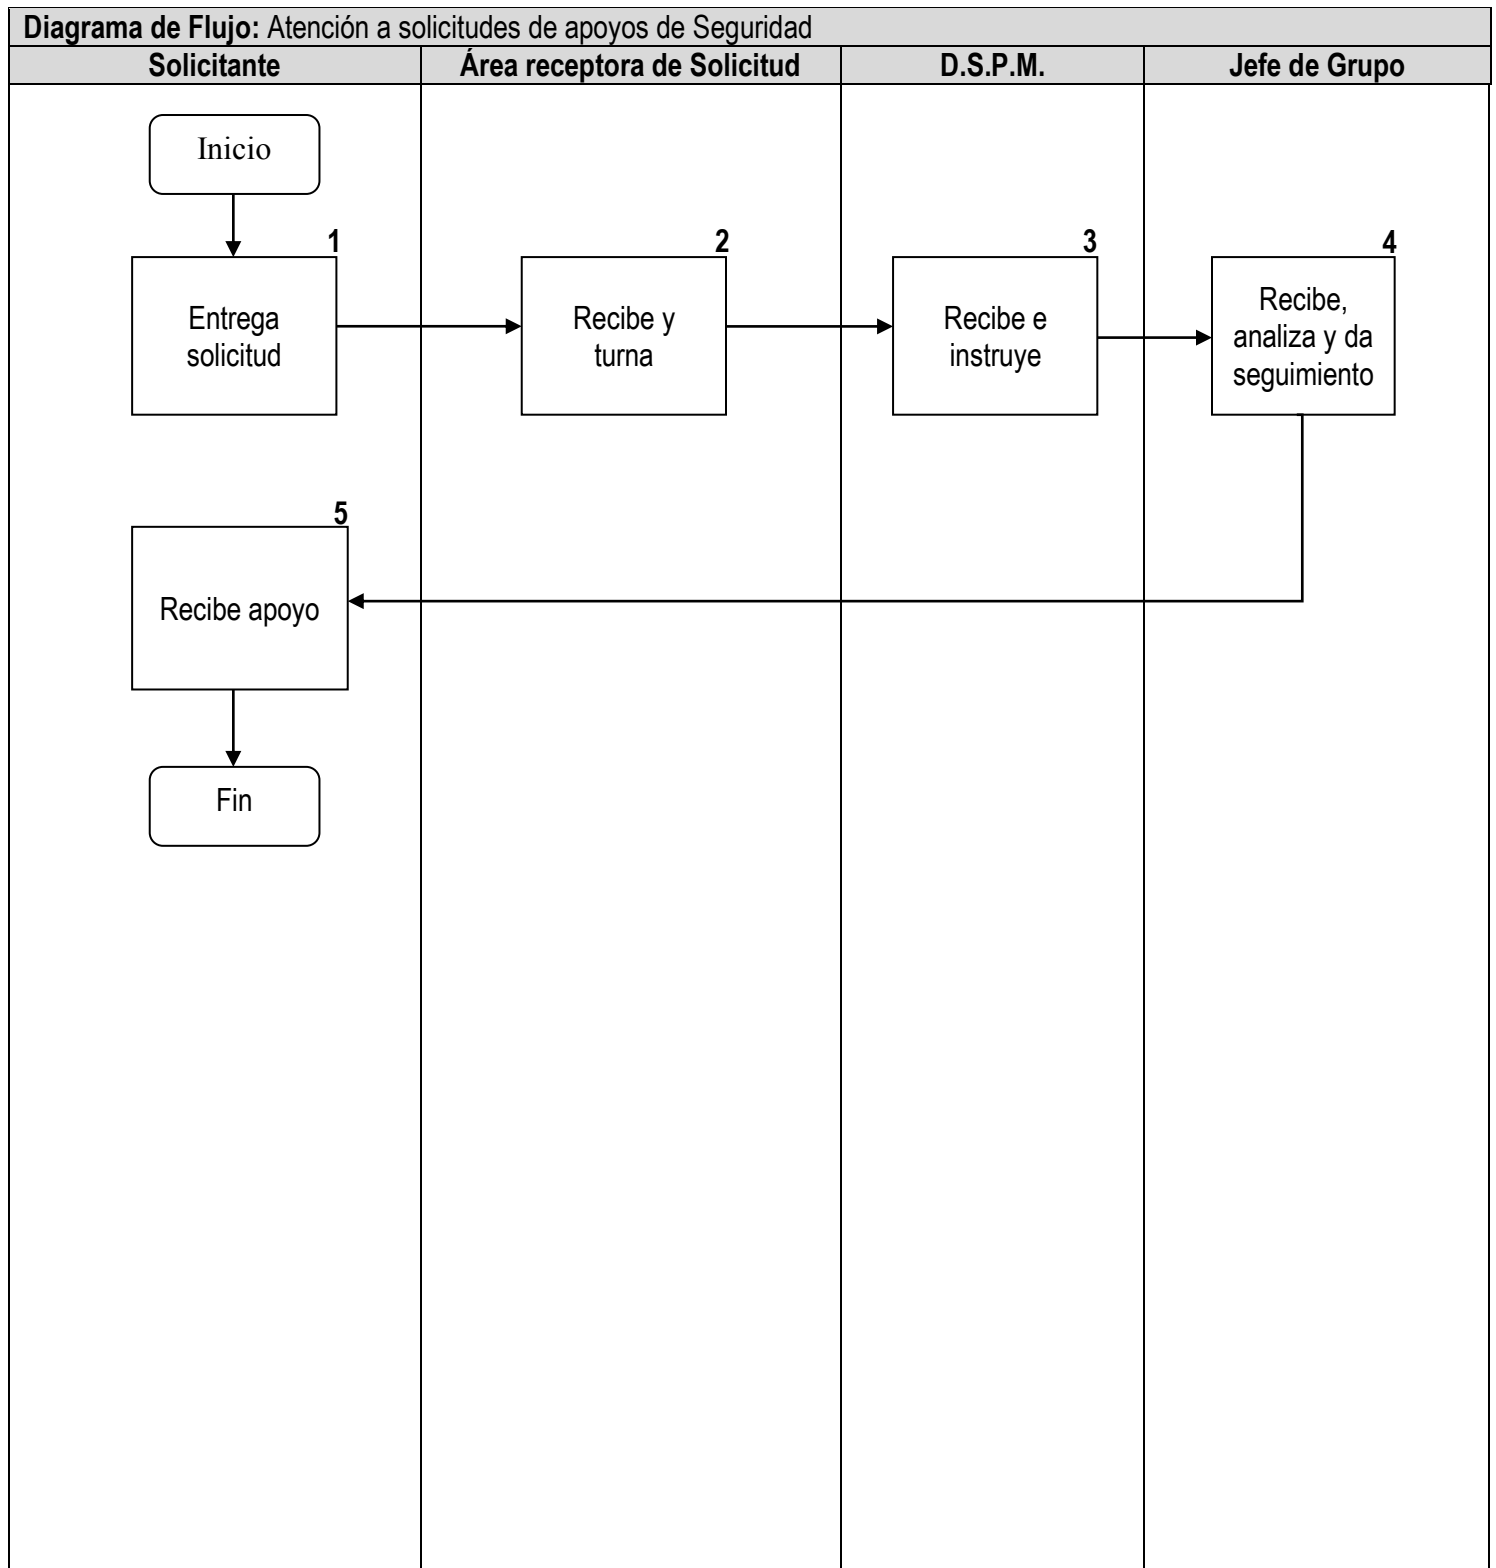 Diagrama de Flujo: Atención a solicitudes de apoyos de Seguridad
Solicitante
Área receptora de Solicitud
D.S.P.M.
Jefe de Grupo
Inicio
1
Entrega
solicitud
2
Recibe y
turna
3
Recibe e
instruye
4
Recibe,
analiza y da
seguimiento
5
Recibe apoyo
Fin